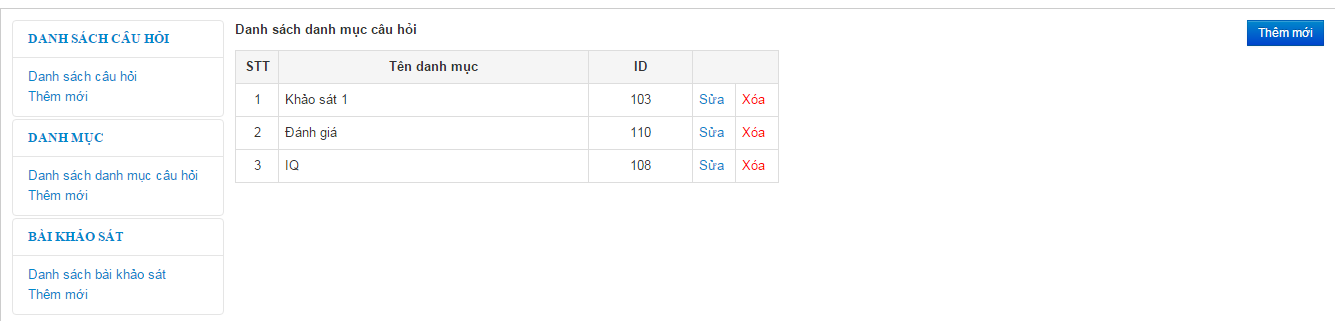 DANH SÁCH CÂU HỎI
Danh sách câu hỏi
Thêm mới
DANH MỤC
Danh sách danh mục câu hỏi
Thêm mới
BÀI KHẢO SÁT
Danh sách bài khảo sát
Thêm mới
Danh sách danh mục câu hỏi
Thêm mới
STT Tên danh mục ID
1 Khảo sát 1 103 Sửa Xóa
2 Đánh giá 110 Sửa Xóa
3 IQ 108 Sửa Xóa